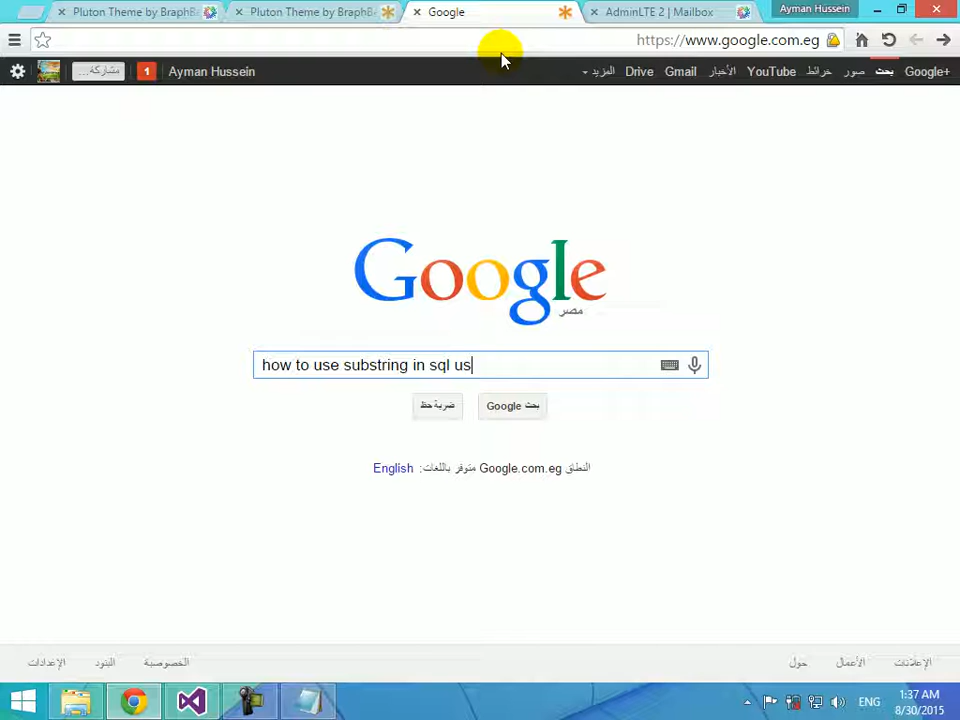 Pluton Theme by BraphB
Pluton Theme by BraphB
Google
AdminLTE 2 | Mailbox
Ayman Hussein
https://www.google.com.eg
مشاركة...
1
Ayman Hussein
Google+ بحث صور خرائط YouTube الأخبار Gmail Drive المزيد
Google
مصر
how to use substring in sql us
ضربة حظ
بحث Google
النطاق Google.com.eg متوفر باللغات: English
الإعلانات الأعمال حول
الخصوصية البنود الإعدادات
ENG
1:37 AM
8/30/2015